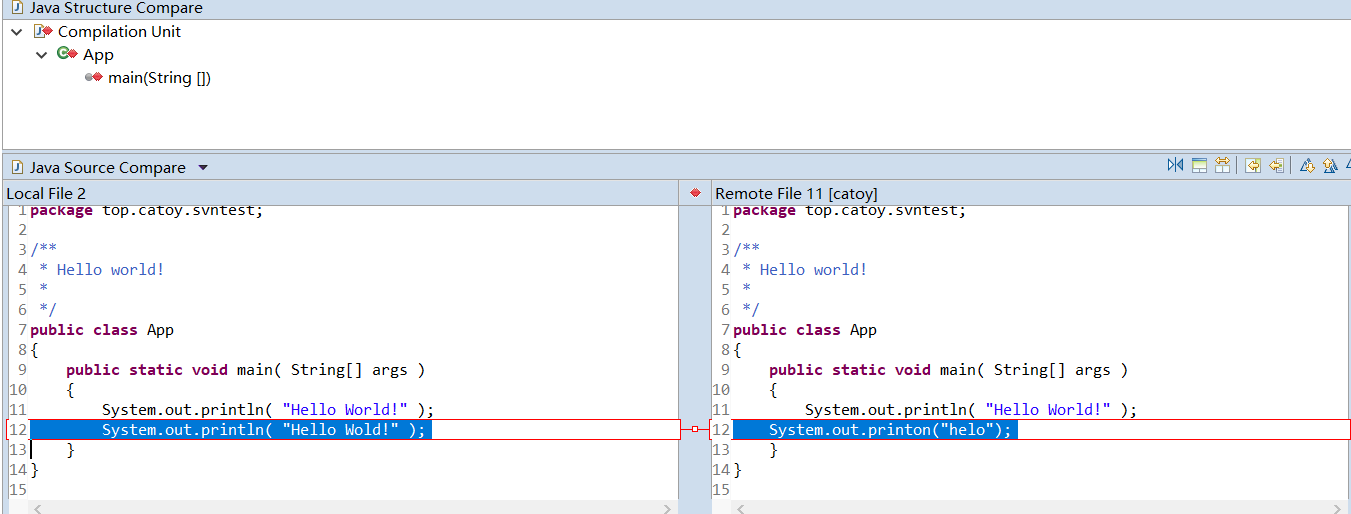 Java Structure Compare
Compilation Unit
App
main(String [])
Java Source Compare
Local File 2
Remote File 11 [catoy]
1 package top.catoy.svntest;
2
3 /**
4  * Hello world!
5  *
6  */
7 public class App
8 {
9     public static void main( String[] args )
10     {
11         System.out.println( "Hello World!" );
12         System.out.println( "Hello Wold!" );
13     }
14 }
15
1 package top.catoy.svntest;
2
3 /**
4  * Hello world!
5  *
6  */
7 public class App
8 {
9     public static void main( String[] args )
10     {
11         System.out.println( "Hello World!" );
12     System.out.printon("helo");
13     }
14 }
15